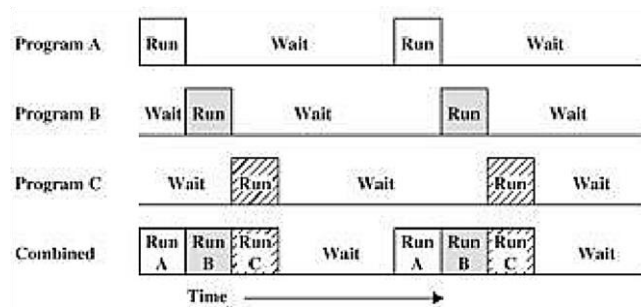 Program A Run Wait Run Wait
Program B Wait Run Wait Run Wait
Program C Wait Run Wait Run Wait
Combined Run A Run B Run C Wait Run A Run B Run C Wait
Time